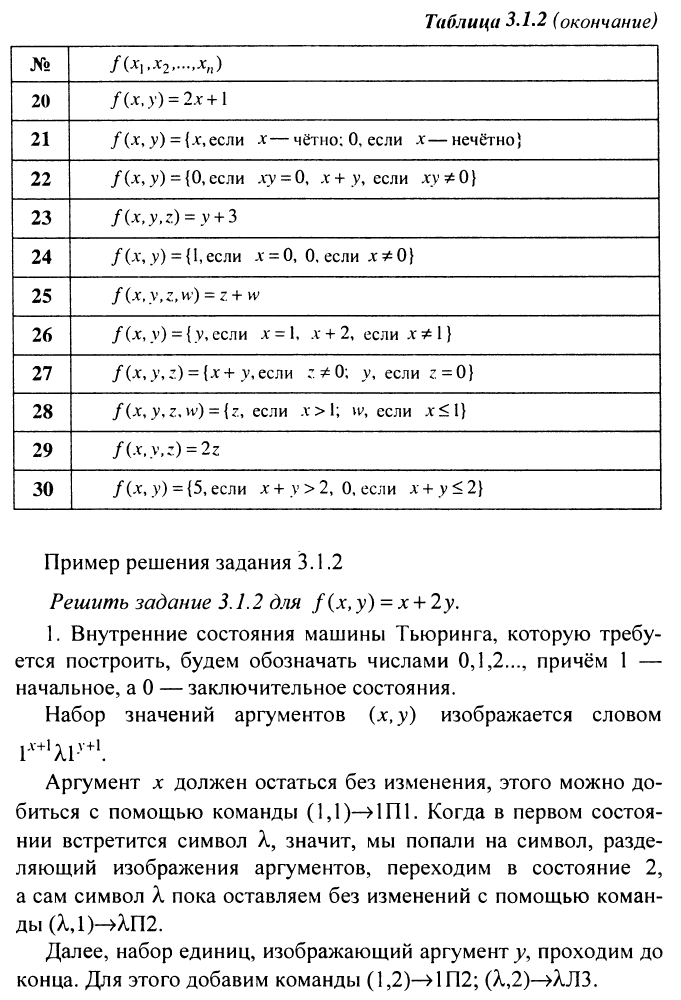 Таблица 3.1.2 (окончание)
№ f(x₁,x₂,...,xₙ)
20 f(x, y) = 2x + 1
21 f(x, y) = {x, если x — чётно; 0, если x — нечётно}
22 f(x, y) = {0, если xy = 0, x + y, если xy ≠ 0}
23 f(x, y, z) = y + 3
24 f(x, y) = {1, если x = 0, 0, если x ≠ 0}
25 f(x, y, z, w) = z + w
26 f(x, y) = {y, если x = 1, x + 2, если x ≠ 1}
27 f(x, y, z) = {x + y, если z ≠ 0; y, если z = 0}
28 f(x, y, z, w) = {z, если x > 1; w, если x ≤ 1}
29 f(x, y, z) = 2z
30 f(x, y) = {5, если x + y > 2, 0, если x + y ≤ 2}
Пример решения задания 3.1.2
Решить задание 3.1.2 для f(x, y) = x + 2y.
1. Внутренние состояния машины Тьюринга, которую требу-
ется построить, будем обозначать числами 0,1,2..., причём 1 —
начальное, а 0 — заключительное состояния.
Набор значений аргументов (x, y) изображается словом
1ˣ⁺¹λ1ʸ⁺¹.
Аргумент x должен остаться без изменения, этого можно до-
биться с помощью команды (1,1)→1П1. Когда в первом состоя-
нии встретится символ λ, значит, мы попали на символ, разде-
ляющий изображения аргументов, переходим в состояние 2,
а сам символ λ пока оставляем без изменений с помощью коман-
ды (λ,1)→λП2.
Далее, набор единиц, изображающий аргумент y, проходим до
конца. Для этого добавим команды (1,2)→1П2; (λ,2)→λЛ3.